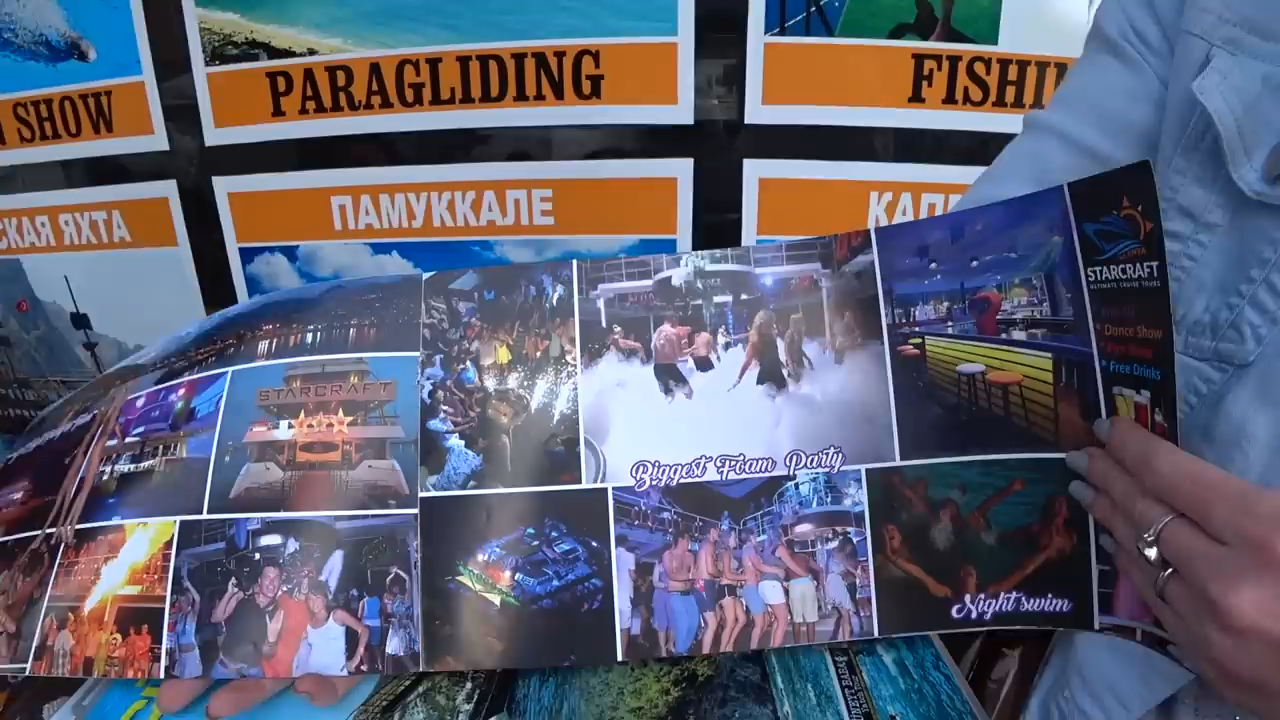 SHOW
PARAGLIDING
FISHI
СКАЯ ЯХТА
ПАМУККАЛЕ
КАПП
STARCRAFT
ULTIMATE CRUISE TOURS
* Dance Show
* Free Drinks
STARCRAFT
Biggest Foam Party
Night swim